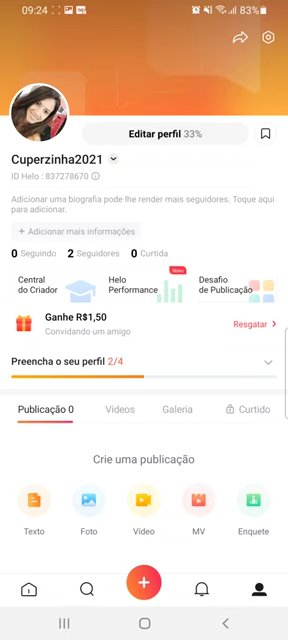 09:24
83%
Editar perfil 33%
Cuperzinha2021
ID Helo : 837278670
Adicionar uma biografia pode lhe render mais seguidores. Toque aqui
para adicionar.
+ Adicionar mais informações
0 Seguindo 2 Seguidores 0 Curtida
Central
do Criador
Helo
Performance
News
Desafio
de Publicação
Ganhe R$1,50
Convidando um amigo
Resgatar
Preencha o seu perfil 2/4
Publicação 0 Vídeos Galeria Curtido
Crie uma publicação
Texto Foto Vídeo MV Enquete